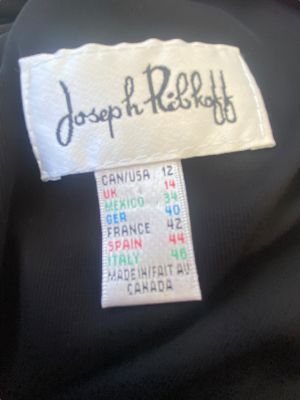 Joseph Ribkoff
CAN/USA 12
UK 14
MEXICO 34
GER 40
FRANCE 42
SPAIN 44
ITALY 46
MADE IN/FAIT AU
CANADA